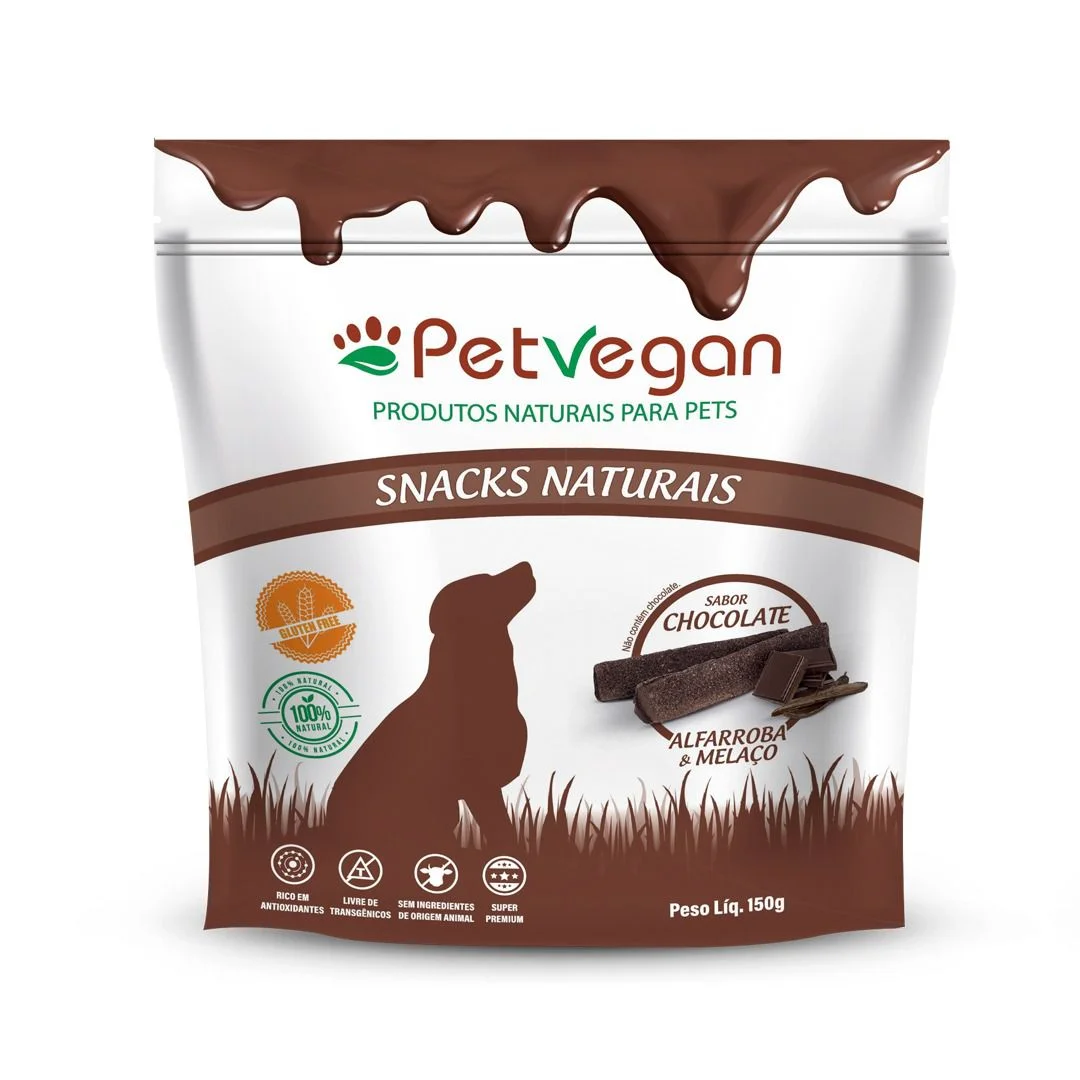 Petvegan
PRODUTOS NATURAIS PARA PETS
SNACKS NATURAIS
GLUTEN FREE
100% NATURAL
100%
NATURAL
100% NATURAL
Não contém chocolate.
SABOR
CHOCOLATE
ALFARROBA
& MELAÇO
RICO EM
ANTIOXIDANTES
LIVRE DE
TRANSGÊNICOS
SEM INGREDIENTES
DE ORIGEM ANIMAL
SUPER
PREMIUM
Peso Líq. 150g
T